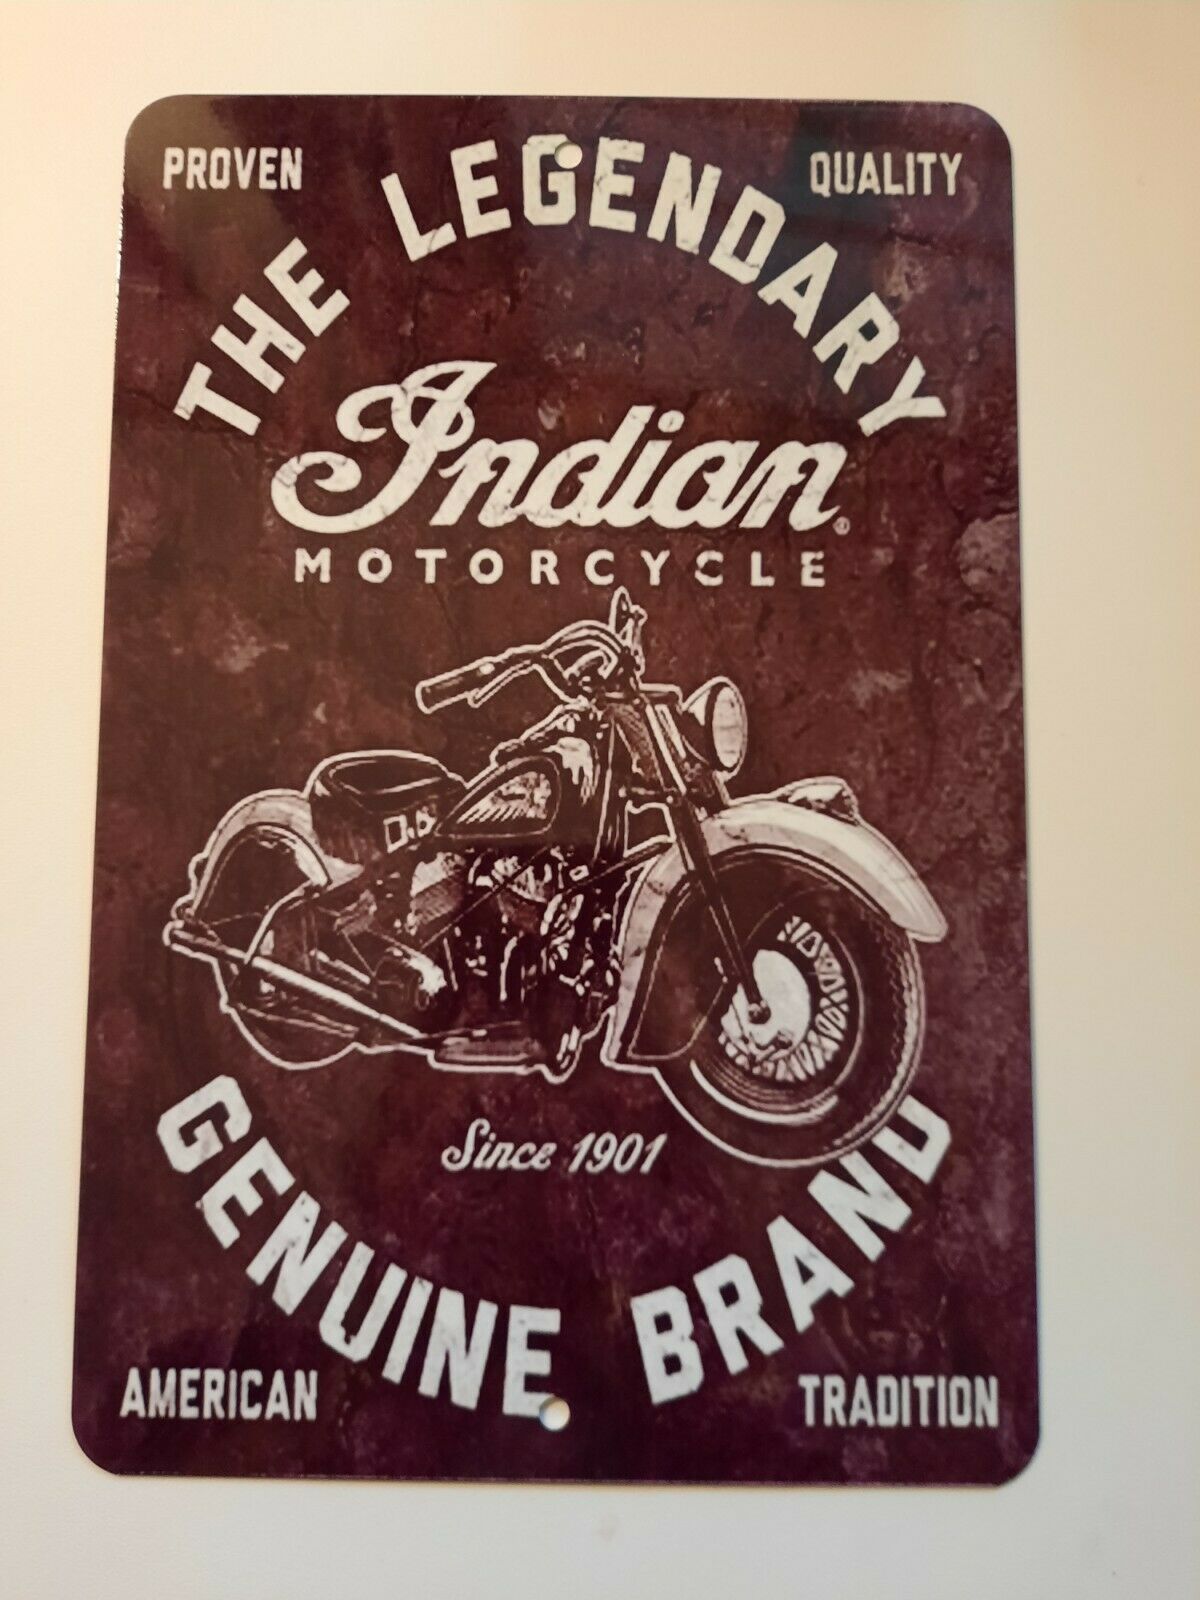 PROVEN QUALITY
THE LEGENDARY
Indian®
MOTORCYCLE
Since 1901
GENUINE BRAND
AMERICAN TRADITION